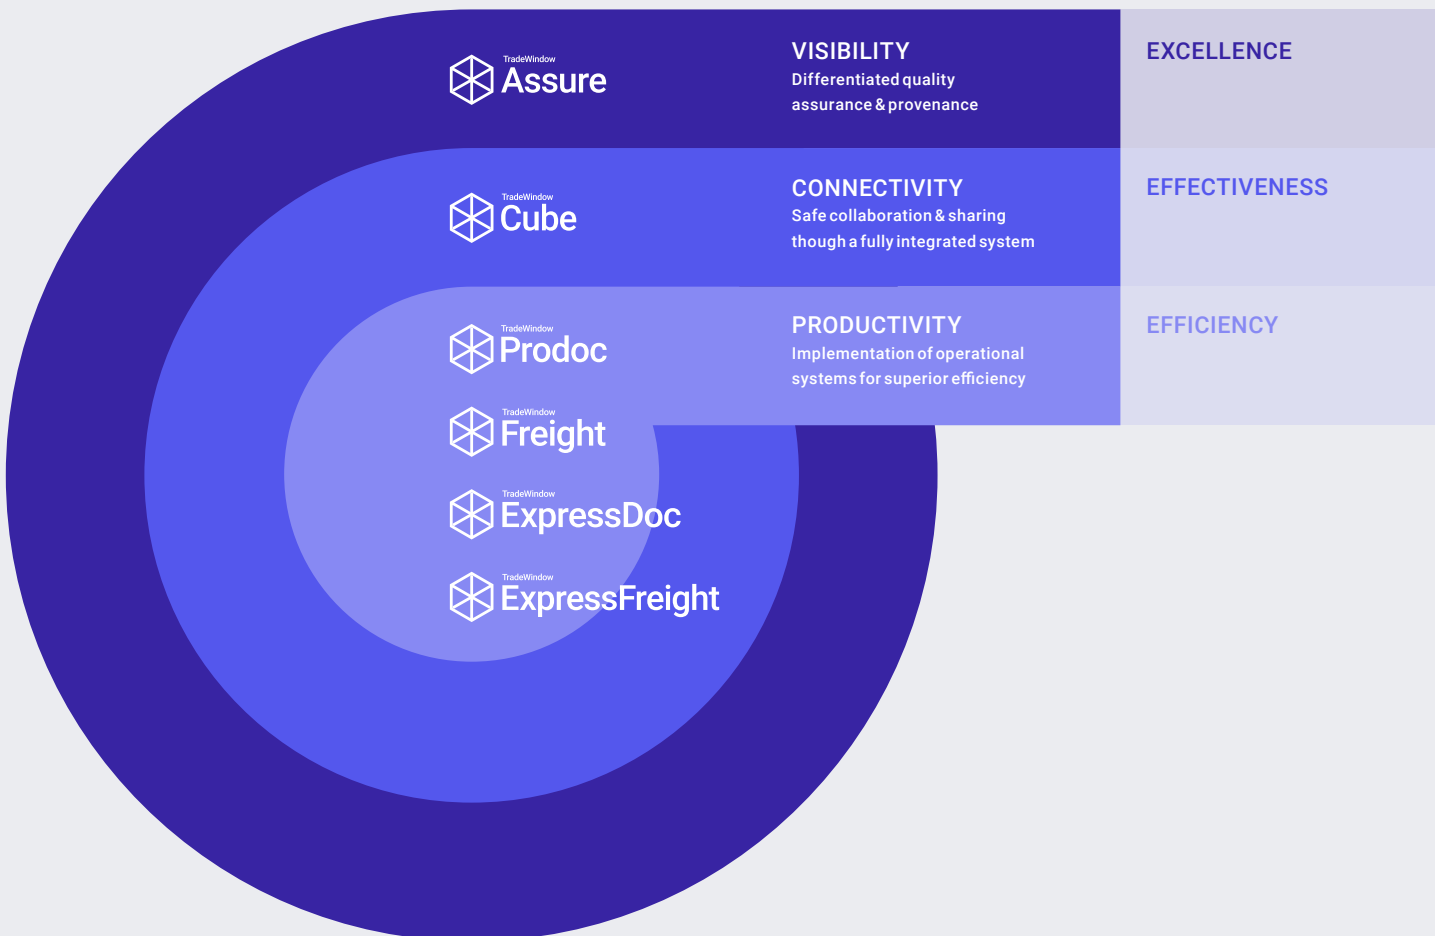 TradeWindow
Assure
VISIBILITY
Differentiated quality
assurance & provenance
EXCELLENCE
TradeWindow
Cube
CONNECTIVITY
Safe collaboration & sharing
though a fully integrated system
EFFECTIVENESS
TradeWindow
Prodoc
PRODUCTIVITY
Implementation of operational
systems for superior efficiency
EFFICIENCY
TradeWindow
Freight
TradeWindow
ExpressDoc
TradeWindow
ExpressFreight